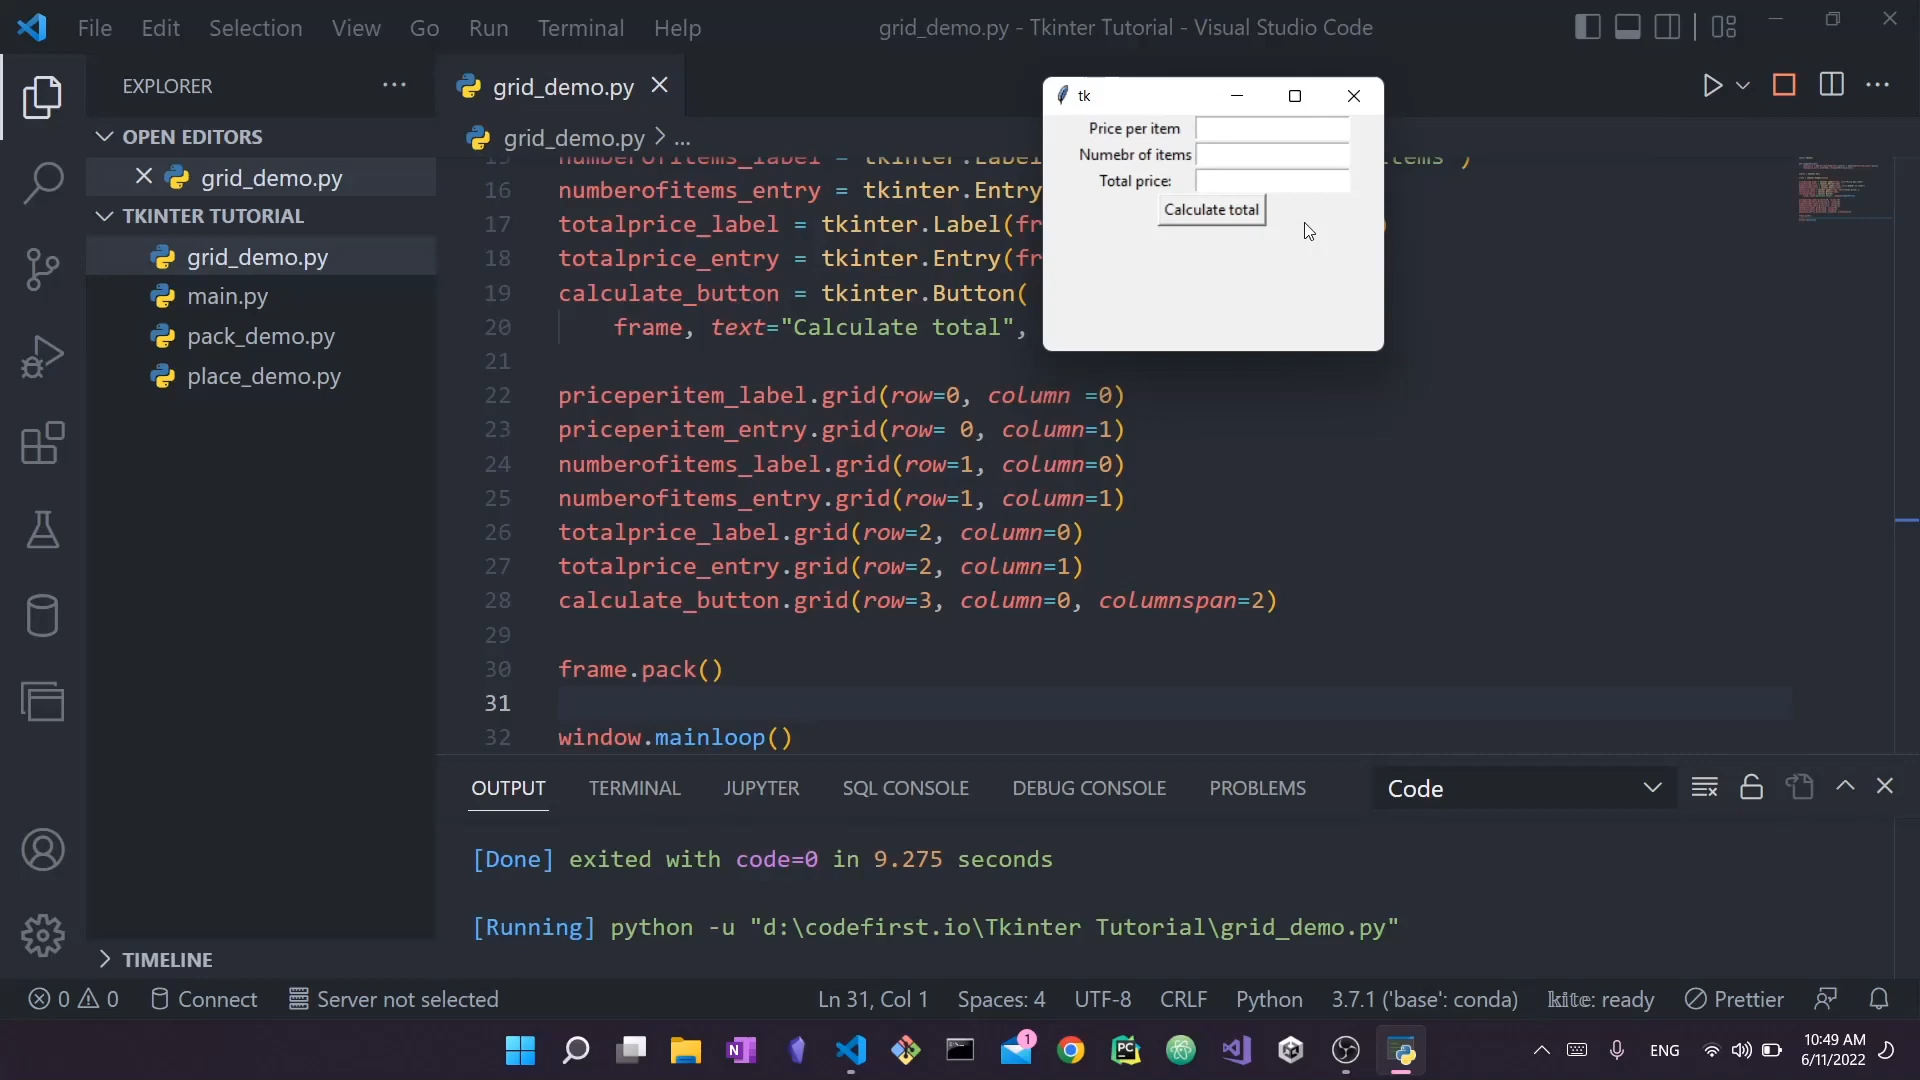 File Edit Selection View Go Run Terminal Help
grid_demo.py - Tkinter Tutorial - Visual Studio Code
EXPLORER
OPEN EDITORS
grid_demo.py
TKINTER TUTORIAL
grid_demo.py
main.py
pack_demo.py
place_demo.py
TIMELINE
grid_demo.py
grid_demo.py > ...
15 numberofitems_label = tkinter.Label
16 numberofitems_entry = tkinter.Entry
17 totalprice_label = tkinter.Label(fr
18 totalprice_entry = tkinter.Entry(fr
19 calculate_button = tkinter.Button(
20 frame, text="Calculate total",
21
22 priceperitem_label.grid(row=0, column =0)
23 priceperitem_entry.grid(row= 0, column=1)
24 numberofitems_label.grid(row=1, column=0)
25 numberofitems_entry.grid(row=1, column=1)
26 totalprice_label.grid(row=2, column=0)
27 totalprice_entry.grid(row=2, column=1)
28 calculate_button.grid(row=3, column=0, columnspan=2)
29
30 frame.pack()
31
32 window.mainloop()
tk
Price per item
Numebr of items
Total price:
Calculate total
OUTPUT TERMINAL JUPYTER SQL CONSOLE DEBUG CONSOLE PROBLEMS
Code
[Done] exited with code=0 in 9.275 seconds
[Running] python -u "d:\codefirst.io\Tkinter Tutorial\grid_demo.py"
0 0 Connect Server not selected
Ln 31, Col 1 Spaces: 4 UTF-8 CRLF Python 3.7.1 ('base': conda) kite: ready Prettier
1
ENG
10:49 AM
6/11/2022